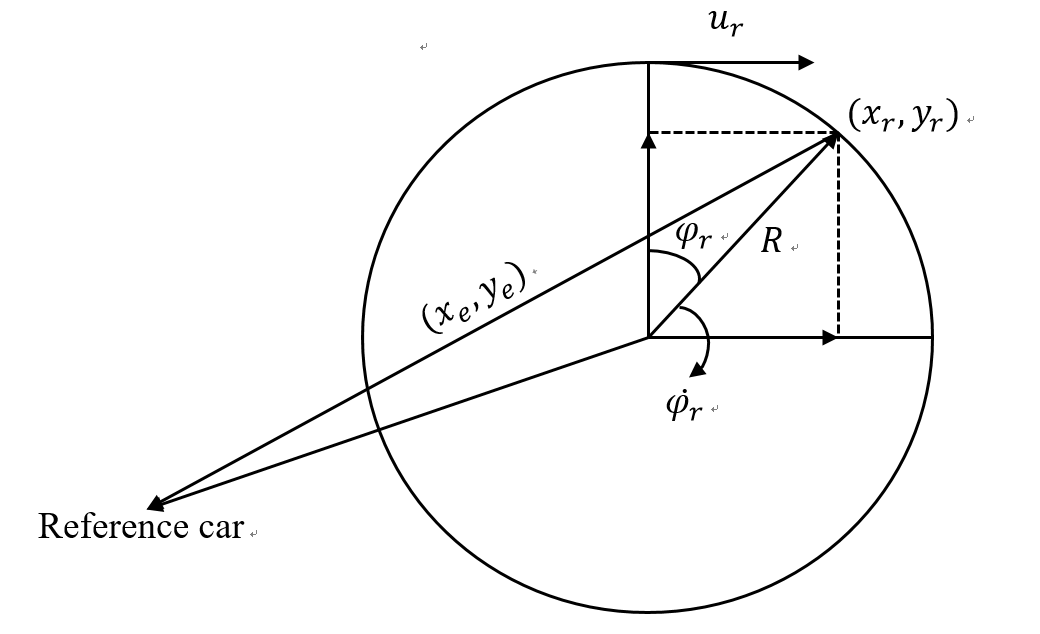 u_r
(x_r, y_r)
φ_r
R
(x_e, y_e)
φ̇_r
Reference car